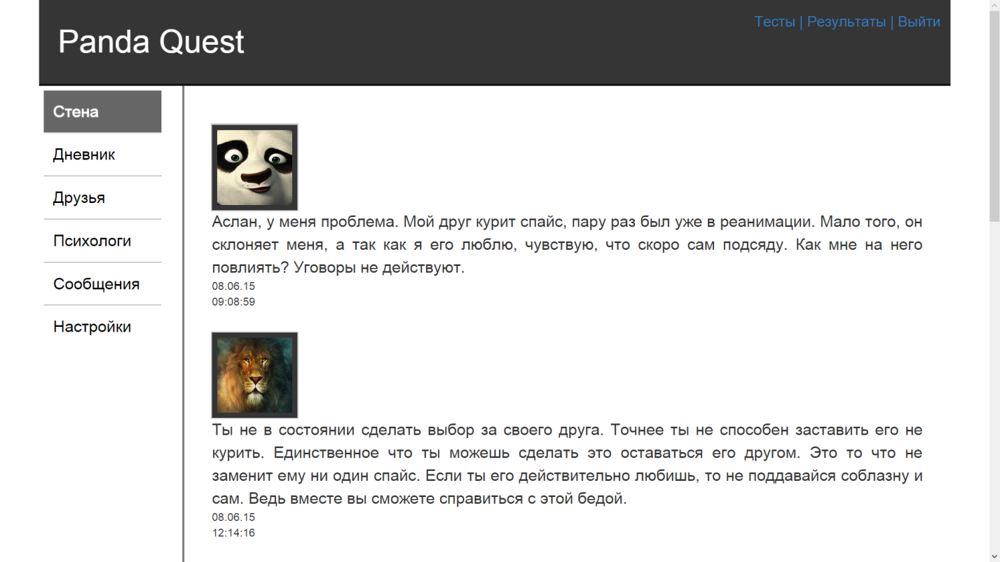 Тесты | Результаты | Выйти
Panda Quest
Стена
Дневник
Друзья
Психологи
Сообщения
Настройки
Аслан, у меня проблема. Мой друг курит спайс, пару раз был уже в реанимации. Мало того, он
склоняет меня, а так как я его люблю, чувствую, что скоро сам подсяду. Как мне на него
повлиять? Уговоры не действуют.
08.06.15
09:08:59
Ты не в состоянии сделать выбор за своего друга. Точнее ты не способен заставить его не
курить. Единственное что ты можешь сделать это оставаться его другом. Это то что не
заменит ему ни один спайс. Если ты его действительно любишь, то не поддавайся соблазну и
сам. Ведь вместе вы сможете справиться с этой бедой.
08.06.15
12:14:16